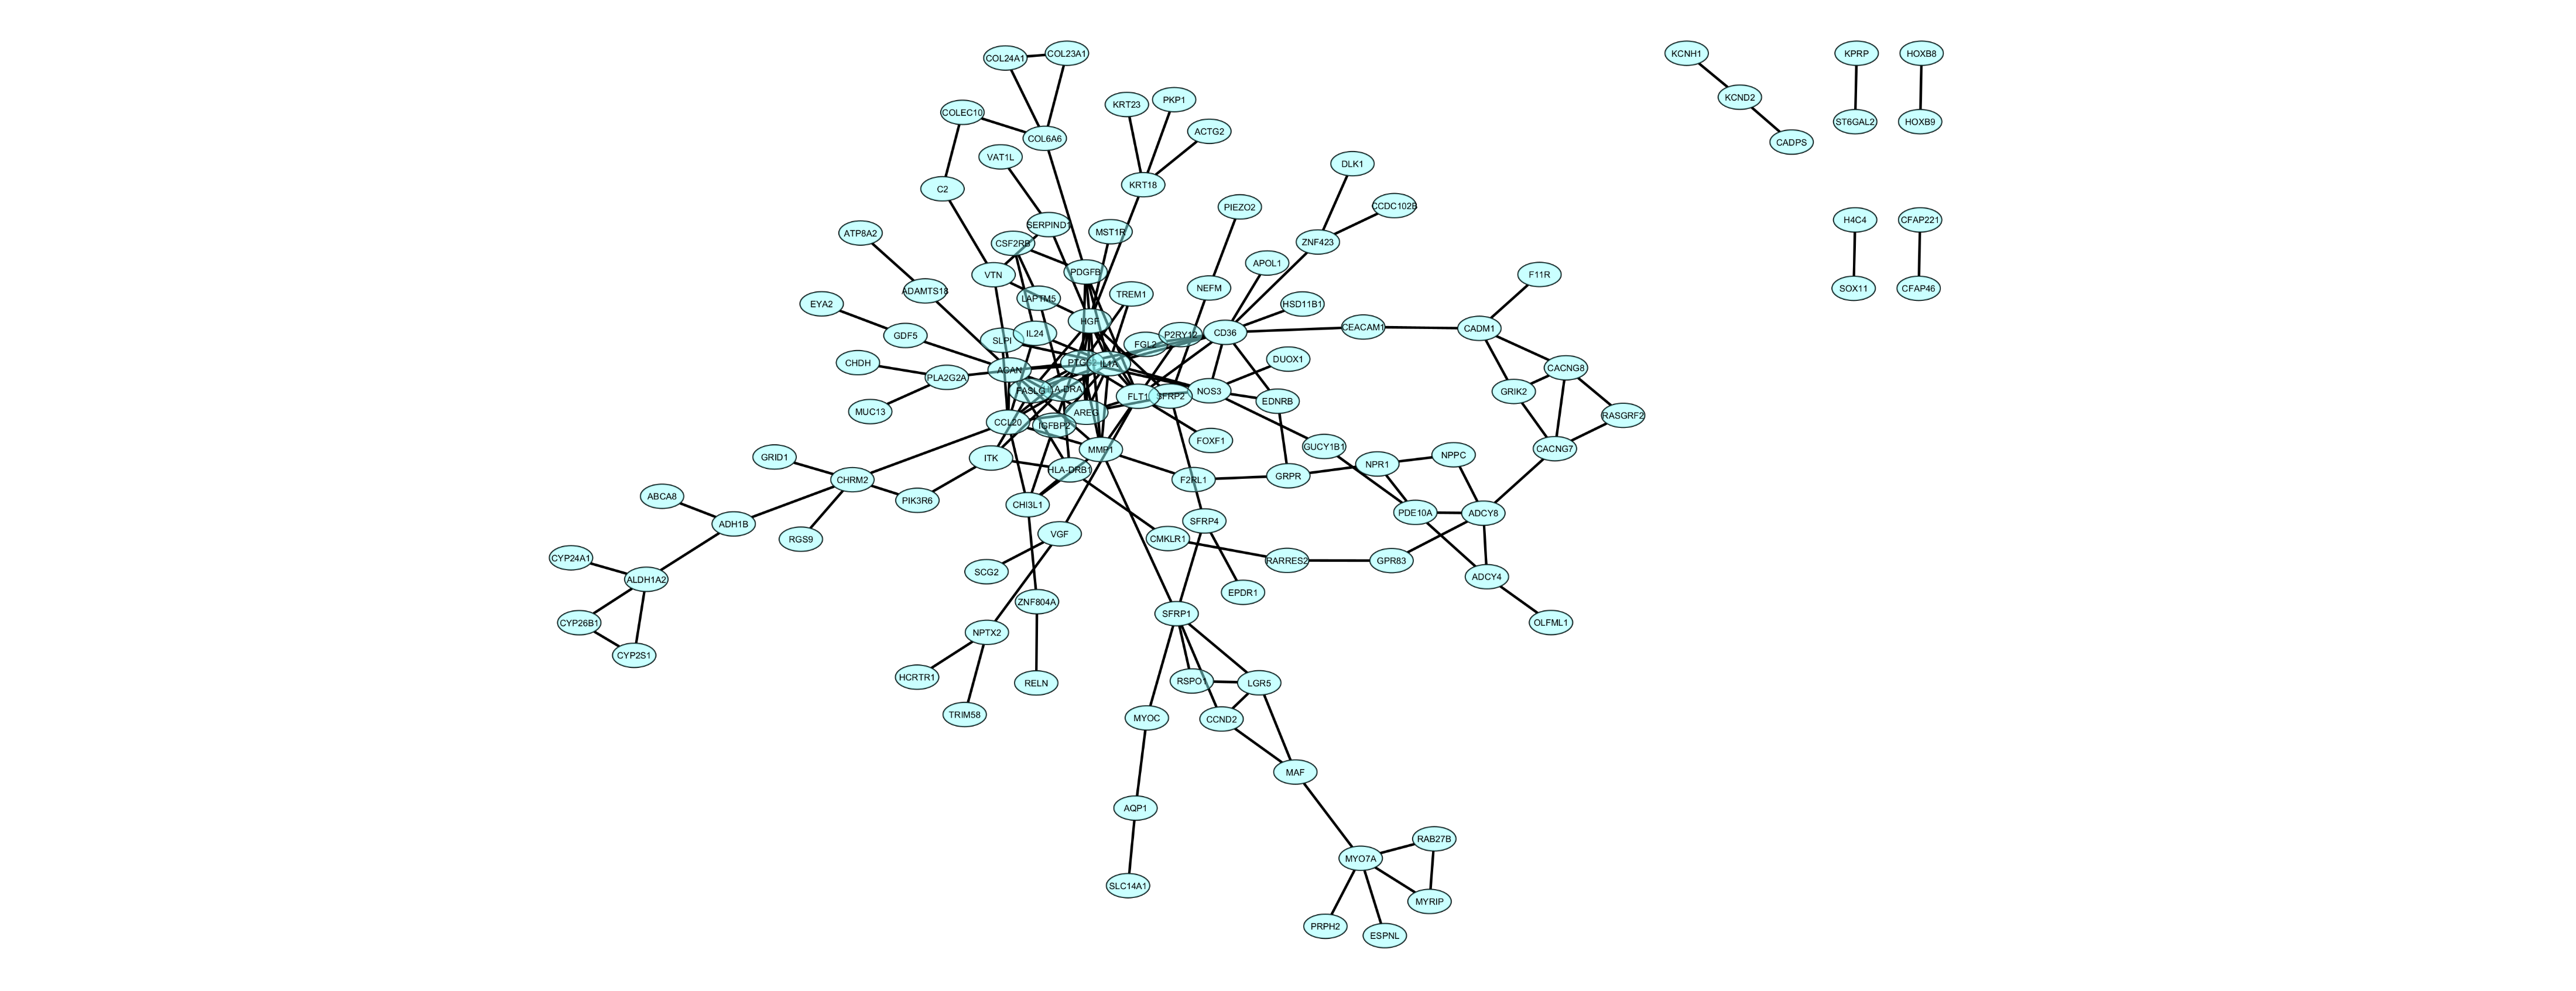 COL24A1
COL23A1
KCNH1
KPRP
HOXB8
KCND2
KRT23
PKP1
COLEC10
ST6GAL2
HOXB9
ACTG2
COL6A6
CADPS
VAT1L
DLK1
KRT18
C2
CCDC102B
PIEZO2
H4C4
CFAP221
SERPIND1
MST1R
ATP8A2
CSF2RB
ZNF423
APOL1
PDGFB
VTN
F11R
NEFM
SOX11
CFAP46
ADAMTS18
TREM1
LAPTM5
EYA2
HSD11B1
HGF
CEACAM1
CADM1
CD36
IL24
P2RY12
GDF5
SLPI
FGL2
DUOX1
CHDH
IL1A
CACNG8
ACAN
PLA2G2A
FASLG
NOS3
GRIK2
FLT1
SFRP2
EDNRB
MUC13
AREG
RASGRF2
CCL20
IGFBP2
FOXF1
GUCY1B1
MMP1
CACNG7
NPPC
GRID1
ITK
NPR1
HLA-DRB1
GRPR
CHRM2
F2RL1
ABCA8
PIK3R6
CHI3L1
PDE10A
ADCY8
SFRP4
ADH1B
VGF
RGS9
CMKLR1
CYP24A1
RARRES2
GPR83
SCG2
ADCY4
ALDH1A2
EPDR1
ZNF804A
SFRP1
CYP26B1
OLFML1
NPTX2
CYP2S1
HCRTR1
RSPO1
RELN
LGR5
TRIM58
MYOC
CCND2
MAF
AQP1
RAB27B
MYO7A
SLC14A1
MYRIP
PRPH2
ESPNL